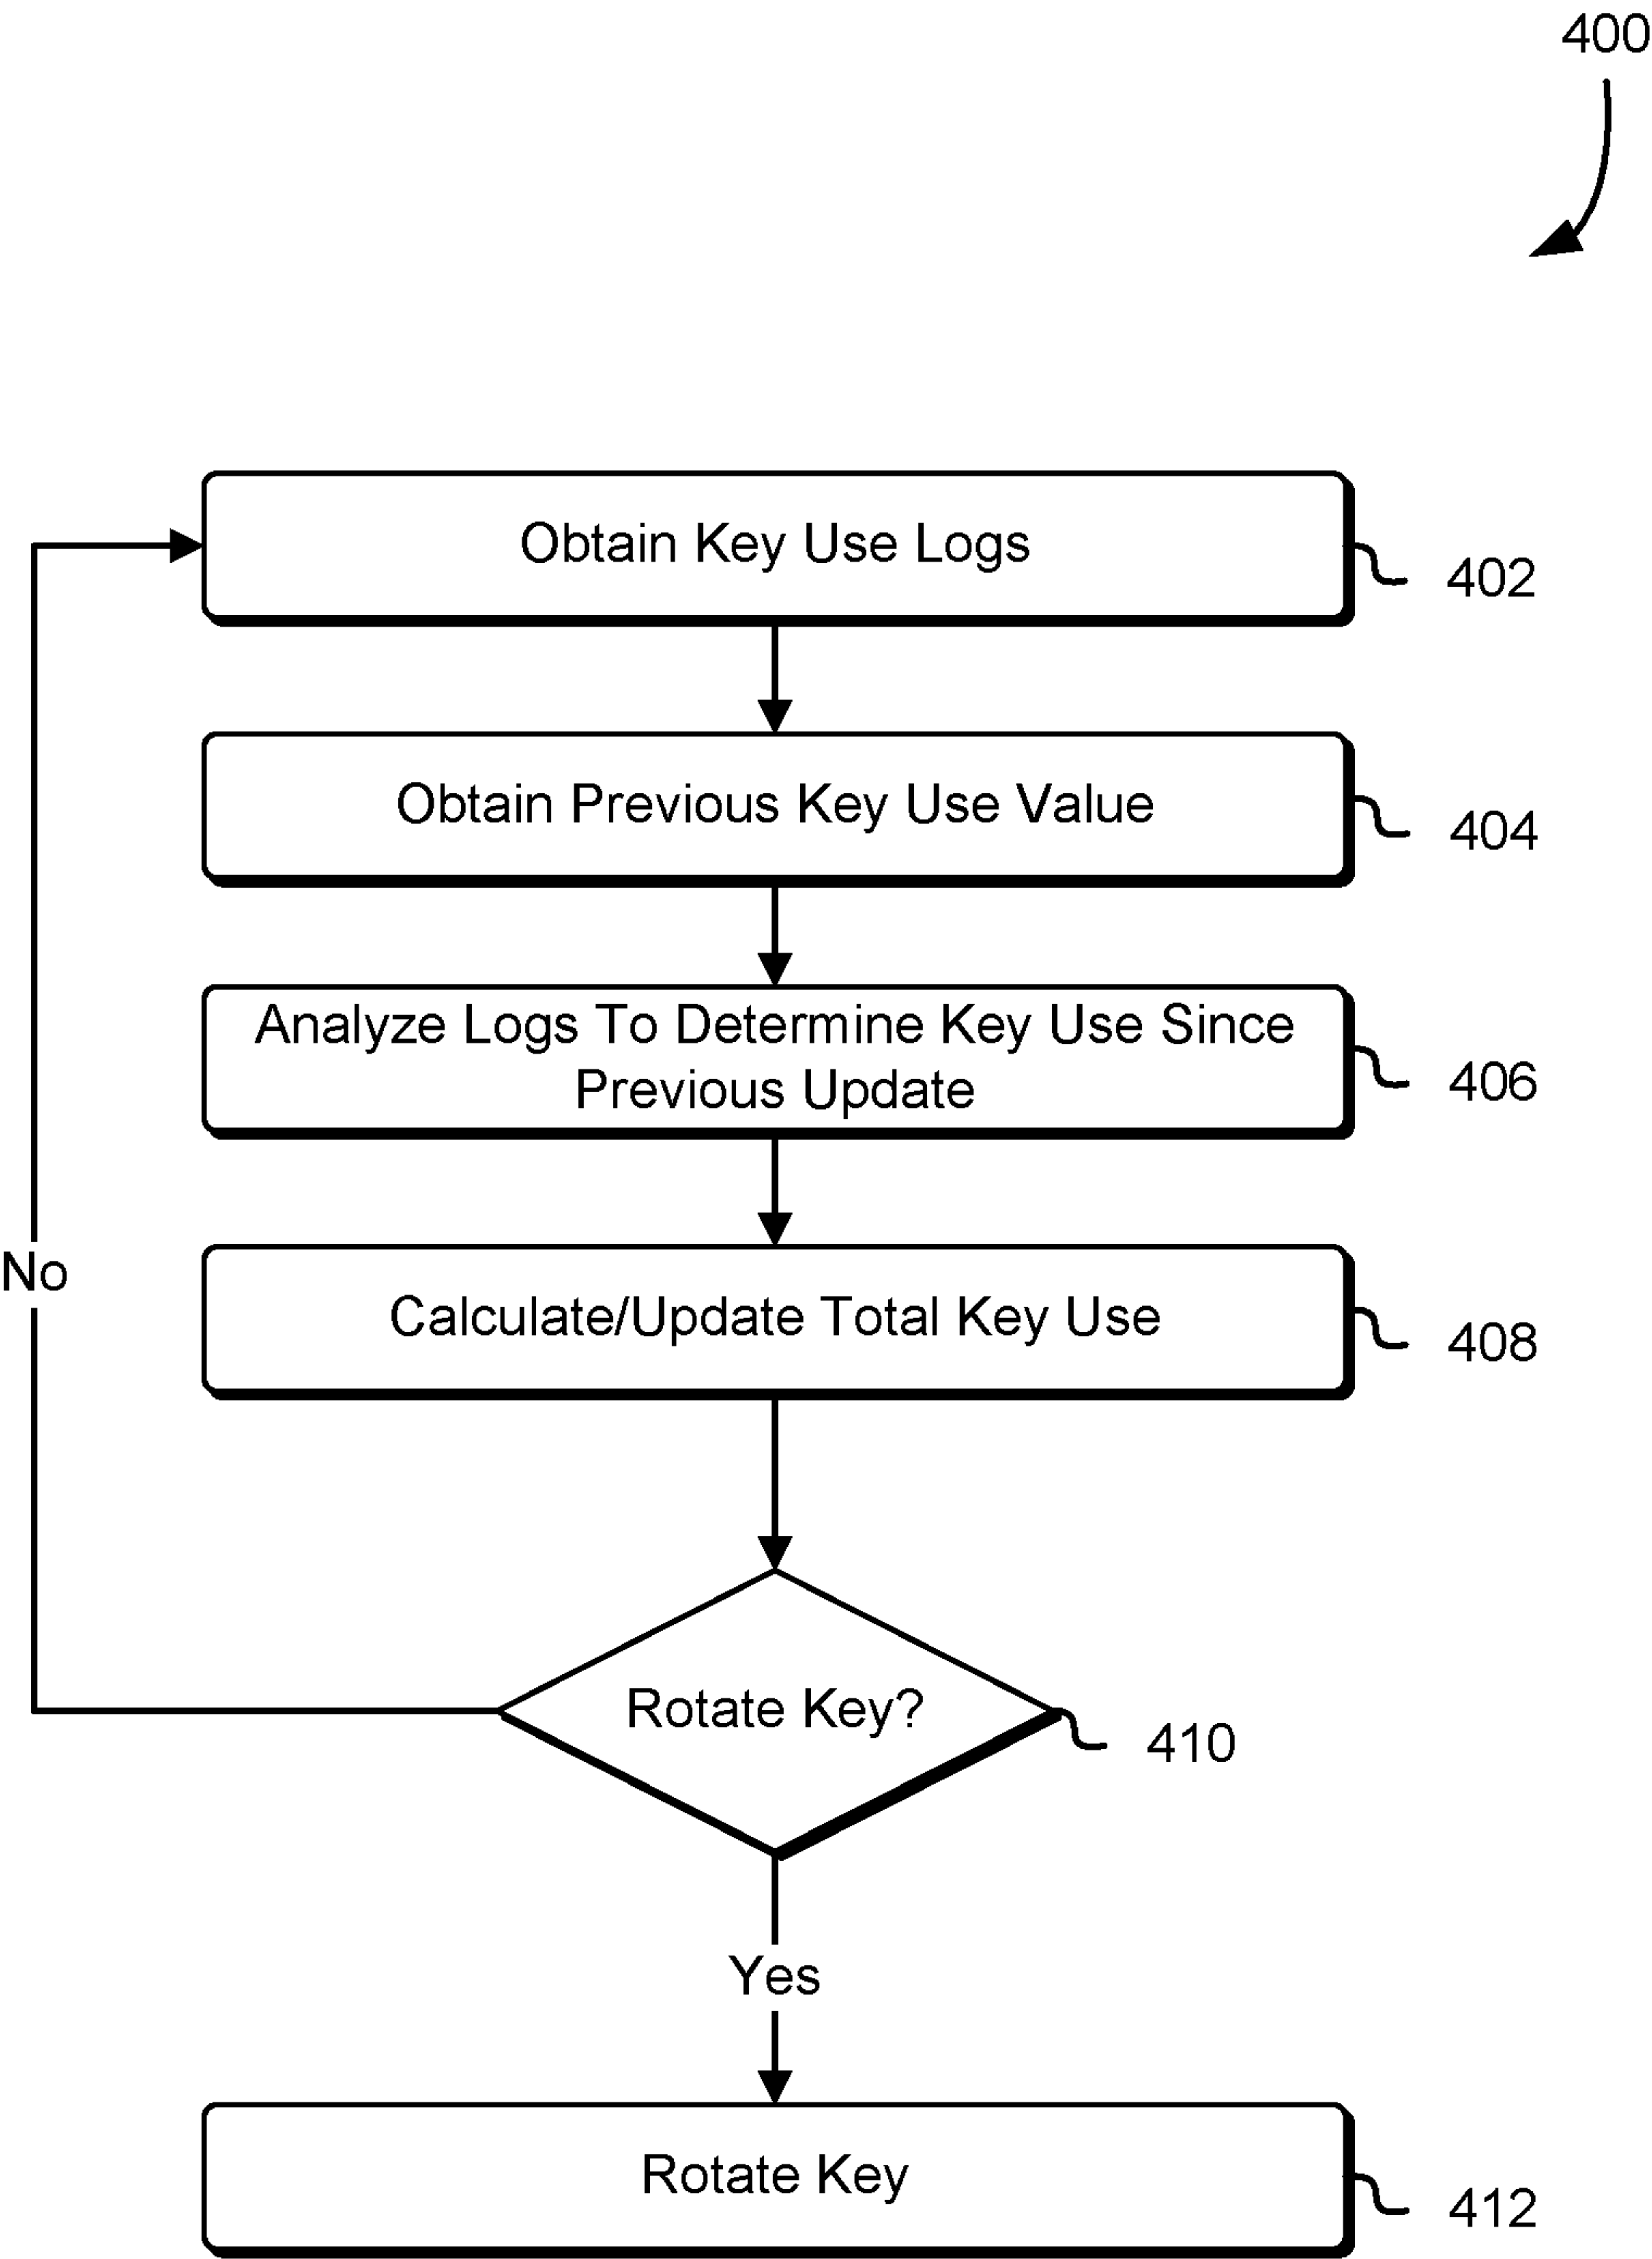 400
Obtain Key Use Logs
402
Obtain Previous Key Use Value
404
Analyze Logs To Determine Key Use Since
Previous Update
406
No
Calculate/Update Total Key Use
408
Rotate Key?
410
Yes
Rotate Key
412